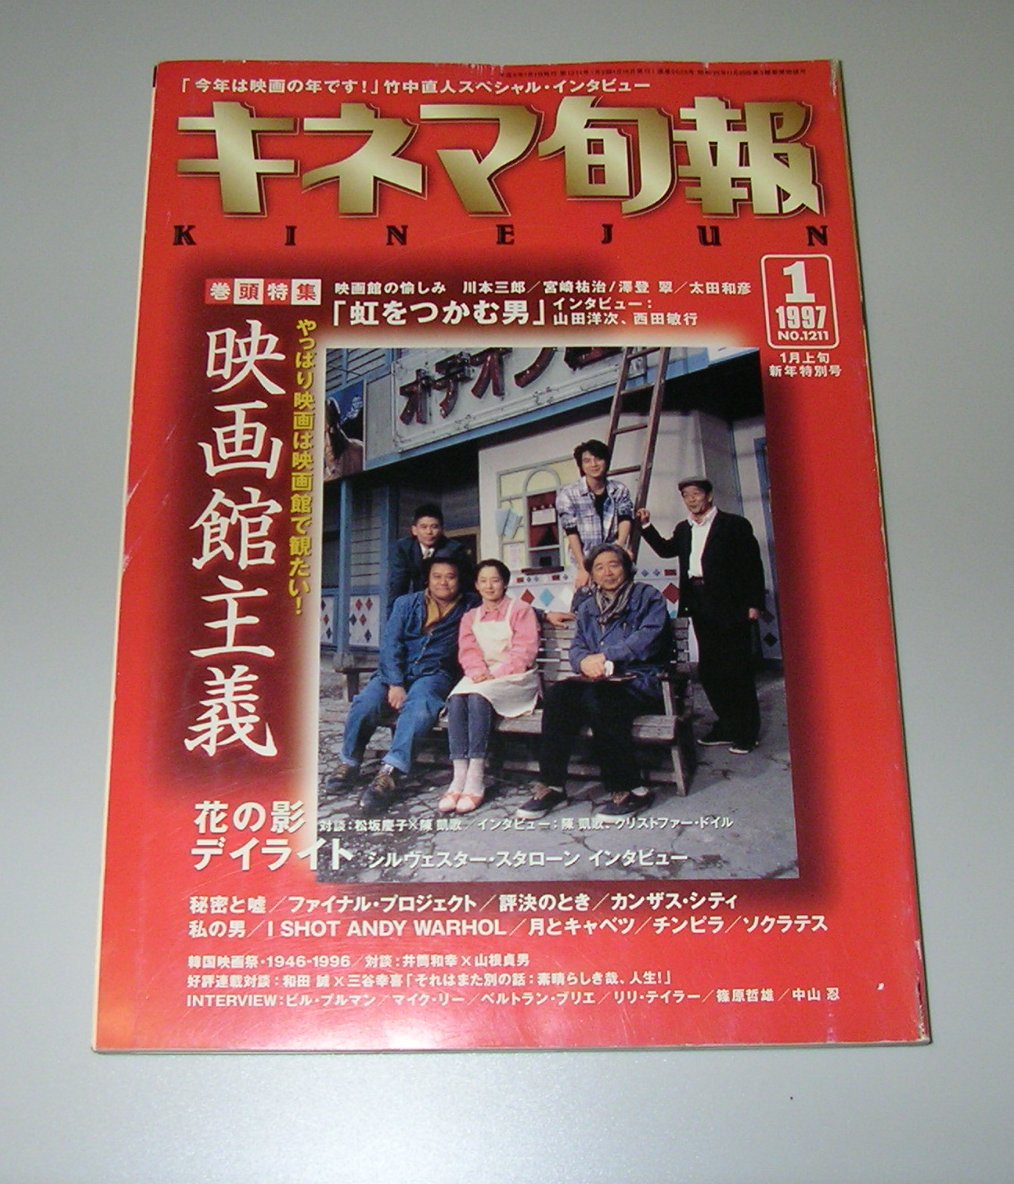 「今年は映画の年です!」竹中直人スペシャル・インタビュー
キネマ旬報
KINEJUN
1
1997
NO.1211
1月上旬
新年特別号
巻頭特集
映画館の愉しみ 川本三郎／宮崎祐治/澤登 翠／太田和彦
「虹をつかむ男」インタビュー:
山田洋次、西田敏行
やっぱり映画は映画館で観たい!
映画館主義
オデオン
花の影 対談:松坂慶子×陳 凱歌／インタビュー:陳 凱歌、クリストファー・ドイル
デイライト シルヴェスター・スタローン インタビュー
秘密と嘘／ファイナル・プロジェクト／評決のとき／カンザス・シティ
私の男／I SHOT ANDY WARHOL／月とキャベツ／チンピラ／ソクラテス
韓国映画祭・1946-1996／対談:井筒和幸×山根貞男
好評連載対談:和田 誠×三谷幸喜「それはまた別の話:素晴らしき哉、人生!」
INTERVIEW:ビル・プルマン／マイク・リー／ベルトラン・ブリエ／リリ・テイラー／篠原哲雄／中山 忍